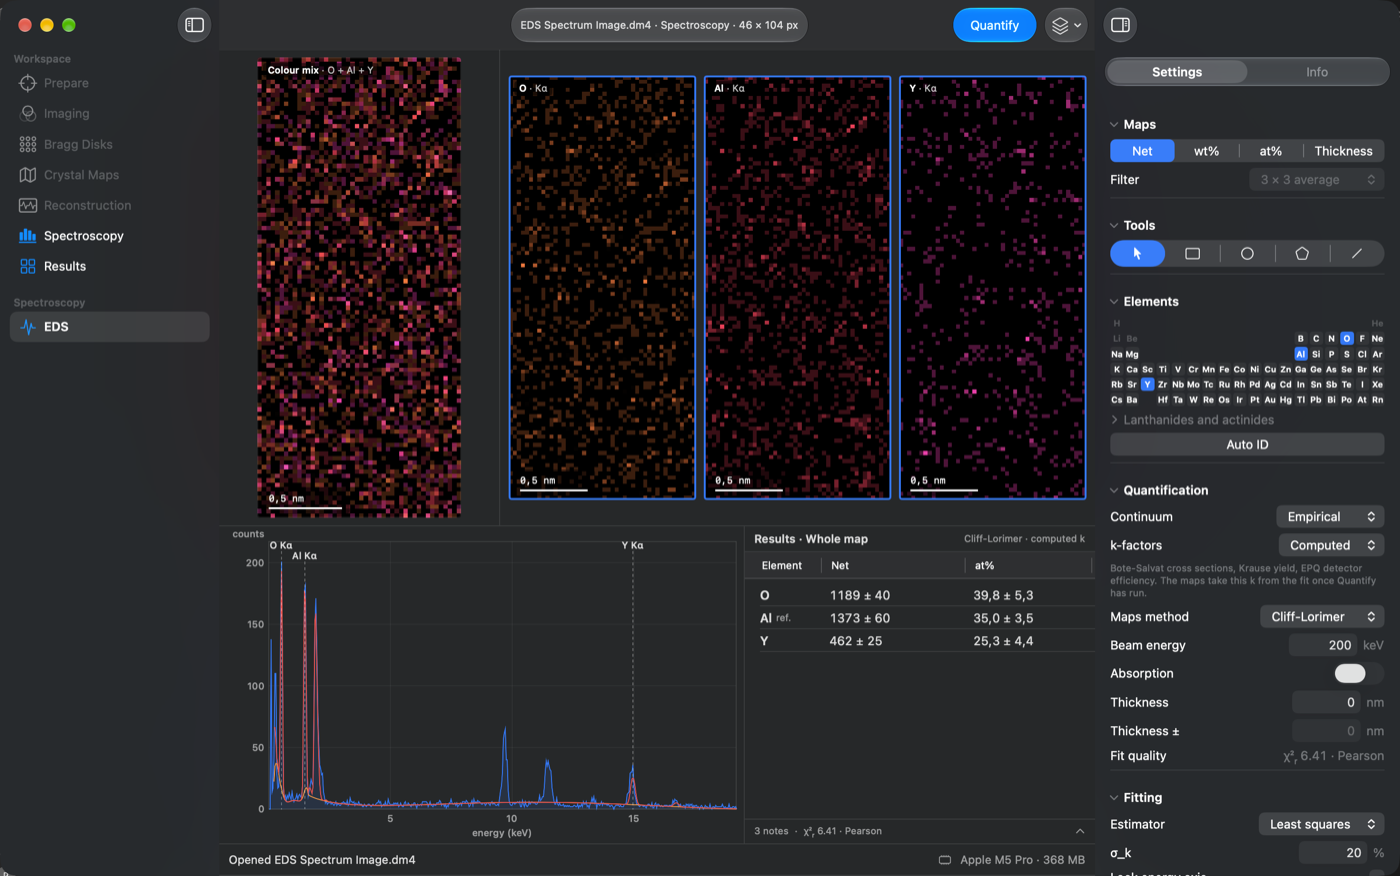 EDS Spectrum Image.dm4 · Spectroscopy · 46 × 104 px
Quantify
Workspace
Prepare
Imaging
Bragg Disks
Crystal Maps
Reconstruction
Spectroscopy
Results
Spectroscopy
EDS
Colour mix · O + Al + Y
0,5 nm
O · Kα
0,5 nm
Al · Kα
0,5 nm
Y · Kα
0,5 nm
counts
O Kα
Al Kα
Y Kα
200
150
100
50
0
5
10
15
energy (keV)
Results · Whole map
Cliff-Lorimer · computed k
Element Net at%
O 1189 ± 40 39,8 ± 5,3
Al ref. 1373 ± 60 35,0 ± 3,5
Y 462 ± 25 25,3 ± 4,4
3 notes · χ²ᵣ 6.41 · Pearson
Opened EDS Spectrum Image.dm4
Apple M5 Pro · 368 MB
Settings Info
Maps
Net wt% at% Thickness
Filter 3 × 3 average
Tools
Elements
H He
Li Be B C N O F Ne
Na Mg Al Si P S Cl Ar
K Ca Sc Ti V Cr Mn Fe Co Ni Cu Zn Ga Ge As Se Br Kr
Rb Sr Y Zr Nb Mo Tc Ru Rh Pd Ag Cd In Sn Sb Te I Xe
Cs Ba Hf Ta W Re Os Ir Pt Au Hg Tl Pb Bi Po At Rn
Lanthanides and actinides
Auto ID
Quantification
Continuum Empirical
k-factors Computed
Bote-Salvat cross sections, Krause yield, EPQ detector
efficiency. The maps take this k from the fit once Quantify
has run.
Maps method Cliff-Lorimer
Beam energy 200 keV
Absorption
Thickness 0 nm
Thickness ± 0 nm
Fit quality χ²ᵣ 6.41 · Pearson
Fitting
Estimator Least squares
σ_k 20 %